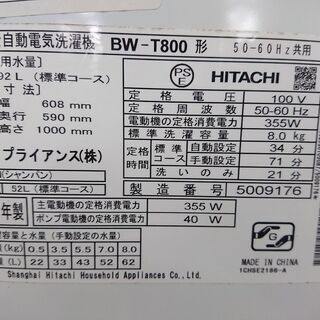 自動電気洗濯機 BW-T800 形 50-60Hz共用
用水量]
92L (標準コース)
寸法]
幅 608 mm
奥行 590 mm
高さ 1000 mm
プライアンス(株)
(シャンパン)
52L (標準コース)
PS
E
HITACHI
定格電圧 100 V
定格周波数 50-60 Hz
電動機の定格消費電力 355W
標準洗濯容量 8.0 kg
定格時間 標準コース 自動設定 34 分
手動設定 71 分
洗いのみ 21 分
製造番号 5009176
年製
主電動機の定格消費電力 355 W
ポンプ電動機の定格消費電力 40 W
濯容量と水量 (手動設定の水量)
(kg) 0.5 3.5 5.5 7.0 8.0
(L) 22 33 43 52 62
G
MADE IN CHINA
1CHSE2186-A
Shanghai Hitachi Household Appliances Co., Ltd.